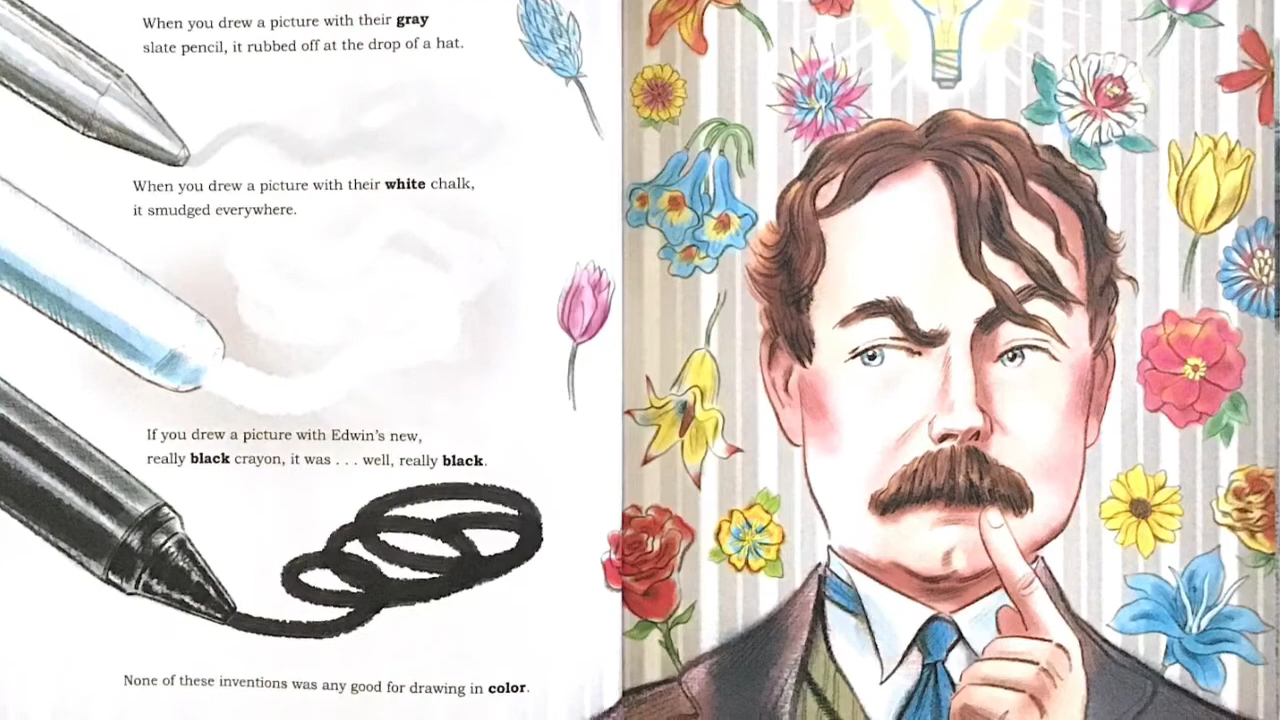 When you drew a picture with their gray
slate pencil, it rubbed off at the drop of a hat.
When you drew a picture with their white chalk,
it smudged everywhere.
If you drew a picture with Edwin's new,
really black crayon, it was . . . well, really black.
None of these inventions was any good for drawing in color.